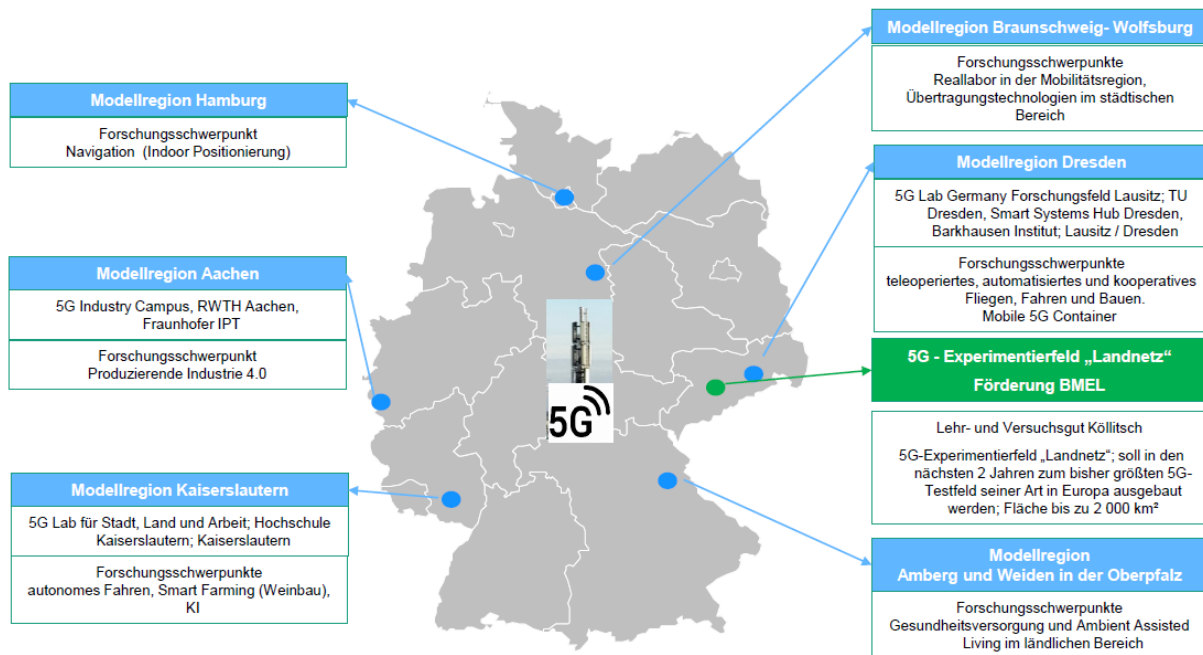 Modellregion Hamburg
Forschungsschwerpunkt
Navigation (Indoor Positionierung)
Modellregion Aachen
5G Industry Campus, RWTH Aachen,
Fraunhofer IPT
Forschungsschwerpunkt
Produzierende Industrie 4.0
Modellregion Kaiserslautern
5G Lab für Stadt, Land und Arbeit; Hochschule
Kaiserslautern; Kaiserslautern
Forschungsschwerpunkte
autonomes Fahren, Smart Farming (Weinbau),
KI
5G
Modellregion Braunschweig- Wolfsburg
Forschungsschwerpunkte
Reallabor in der Mobilitätsregion,
Übertragungstechnologien im städtischen
Bereich
Modellregion Dresden
5G Lab Germany Forschungsfeld Lausitz; TU
Dresden, Smart Systems Hub Dresden,
Barkhausen Institut; Lausitz / Dresden
Forschungsschwerpunkte
teleoperiertes, automatisiertes und kooperatives
Fliegen, Fahren und Bauen.
Mobile 5G Container
5G - Experimentierfeld „Landnetz“
Förderung BMEL
Lehr- und Versuchsgut Köllitsch
5G-Experimentierfeld „Landnetz“; soll in den
nächsten 2 Jahren zum bisher größten 5G-
Testfeld seiner Art in Europa ausgebaut
werden; Fläche bis zu 2 000 km²
Modellregion
Amberg und Weiden in der Oberpfalz
Forschungsschwerpunkte
Gesundheitsversorgung und Ambient Assisted
Living im ländlichen Bereich